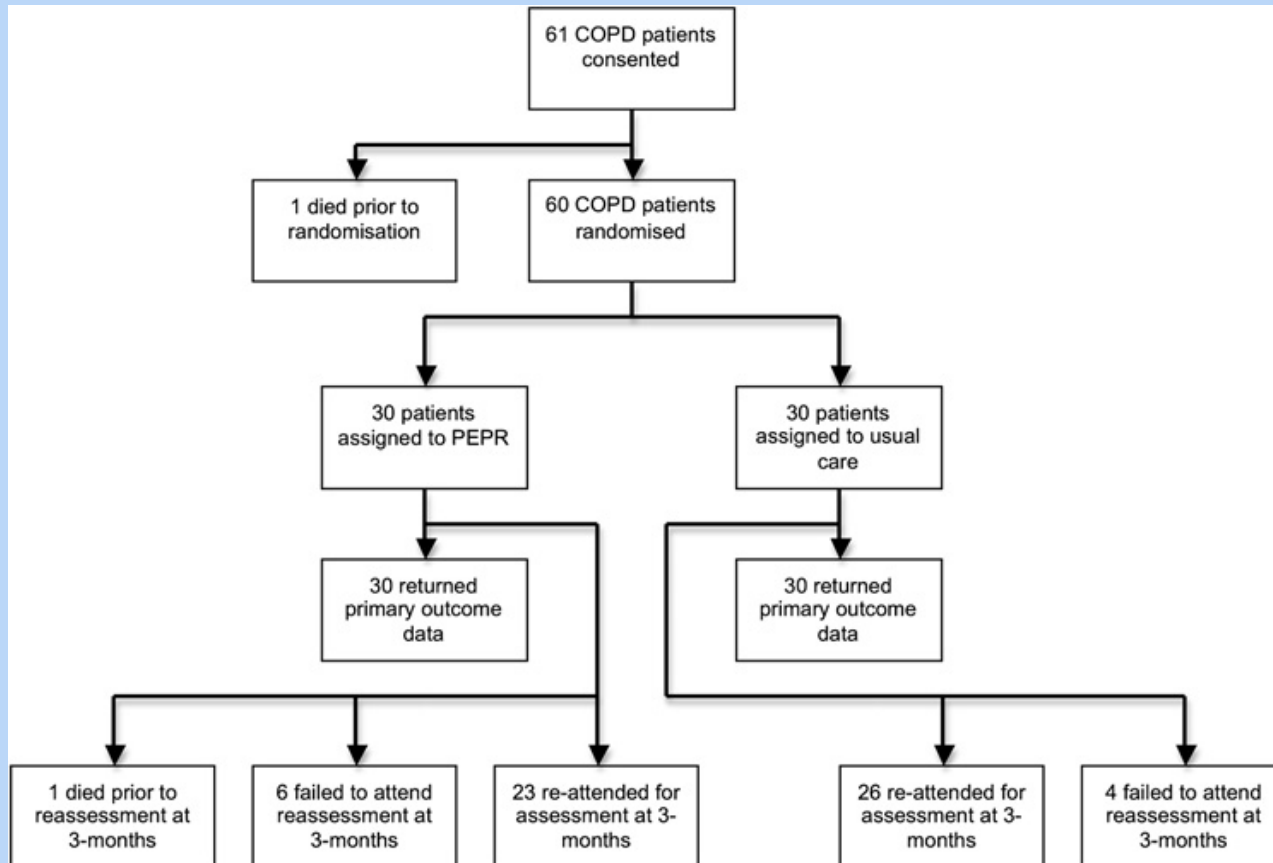 61 COPD patients
consented
1 died prior to
randomisation
60 COPD patients
randomised
30 patients
assigned to PEPR
30 patients
assigned to usual
care
30 returned
primary outcome
data
30 returned
primary outcome
data
1 died prior to
reassessment at
3-months
6 failed to attend
reassessment at
3-months
23 re-attended for
assessment at 3-
months
26 re-attended for
assessment at 3-
months
4 failed to attend
reassessment at
3-months